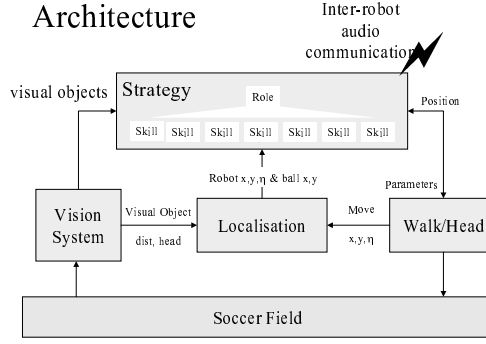 Architecture
Inter-robot
audio
communication
visual objects
Strategy
Role
Position
Skill Skill Skill Skill Skill Skill Skill
Robot x,y,η & ball x,y
Parameters
Vision
System
Visual Object
dist, head
Localisation
Move
x,y,η
Walk/Head
Soccer Field